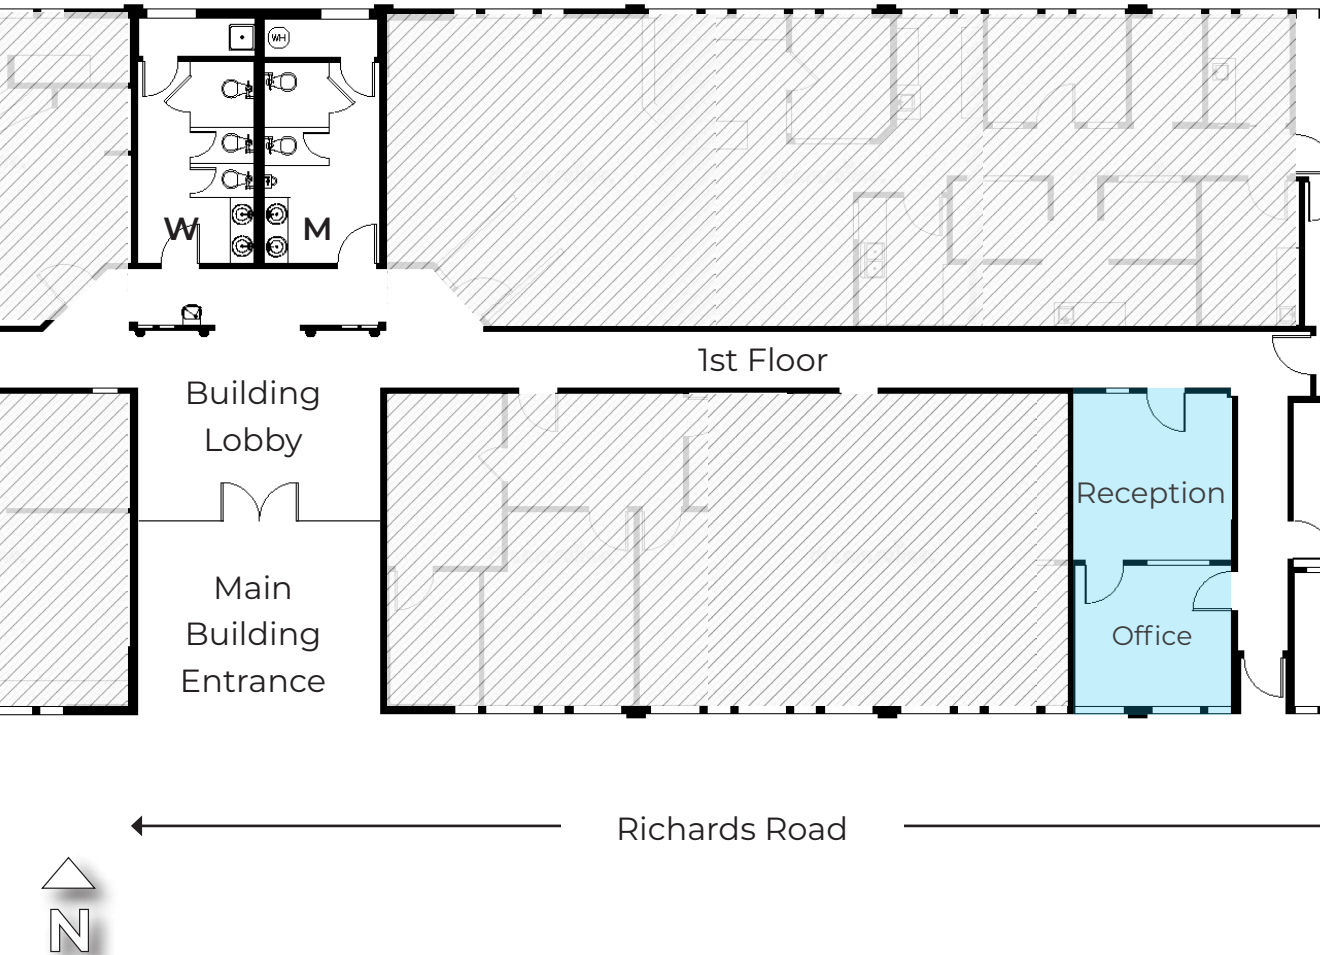 WH
W
M
1st Floor
Building
Lobby
Reception
Main
Building
Entrance
Office
Richards Road
N